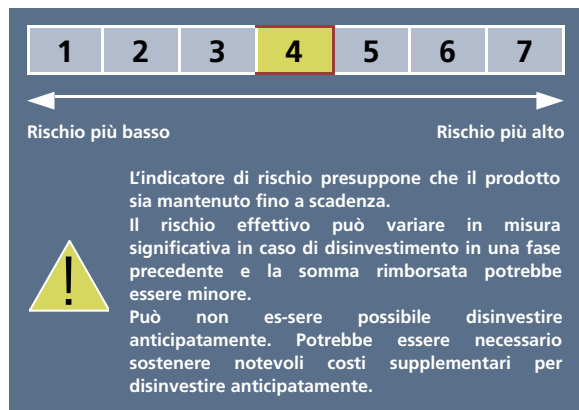 1 2 3 4 5 6 7
Rischio più basso Rischio più alto
L'indicatore di rischio presuppone che il prodotto
sia mantenuto fino a scadenza.
Il rischio effettivo può variare in misura
significativa in caso di disinvestimento in una fase
precedente e la somma rimborsata potrebbe
essere minore.
!
Può non es-sere possibile disinvestire
anticipatamente. Potrebbe essere necessario
sostenere notevoli costi supplementari per
disinvestire anticipatamente.